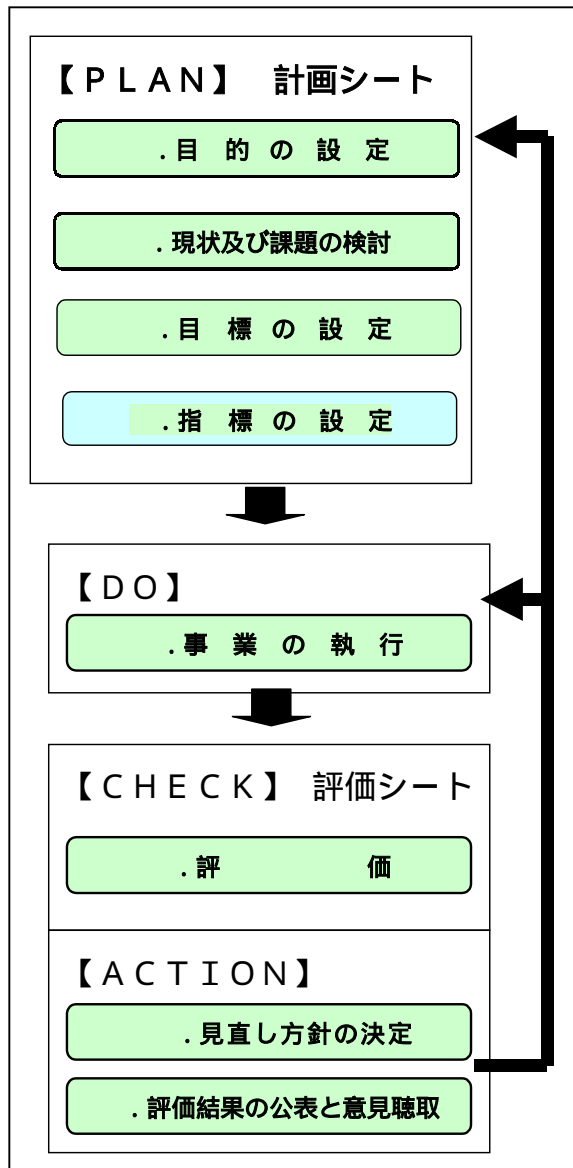 【ＰＬＡＮ】　計画シート
．目　的　の　設　定
．現状及び課題の検討
．目　標　の　設　定
．指　標　の　設　定
【ＤＯ】
．事　業　の　執　行
【ＣＨＥＣＫ】　評価シート
．評　　　　　価
【ＡＣＴＩＯＮ】
．見直し方針の決定
．評価結果の公表と意見聴取